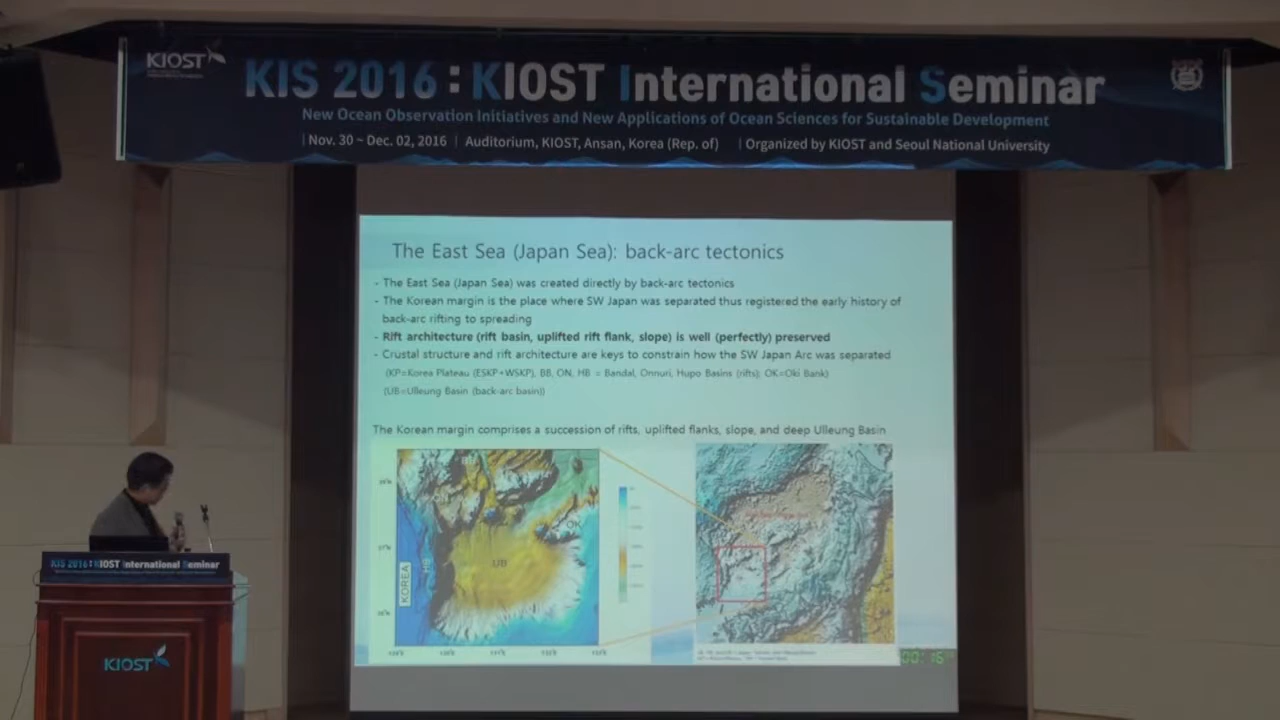 KIOST
KIS 2016 : KIOST International Seminar
New Ocean Observation Initiatives and New Applications of Ocean Sciences for Sustainable Development
| Nov. 30 ~ Dec. 02, 2016 | Auditorium, KIOST, Ansan, Korea (Rep. of) | Organized by KIOST and Seoul National University
The East Sea (Japan Sea): back-arc tectonics
- The East Sea (Japan Sea) was created directly by back-arc tectonics
- The Korean margin is the place where SW Japan was separated thus registered the early history of
back-arc rifting to spreading
- Rift architecture (rift basin, uplifted rift flank, slope) is well (perfectly) preserved
- Crustal structure and rift architecture are keys to constrain how the SW Japan Arc was separated
(KP=Korea Plateau (ESKP+WSKP), BB, ON, HB = Bandal, Onnuri, Hupo Basins (rifts); OK=Oki Bank)
(UB=Ulleung Basin (back-arc basin))
The Korean margin comprises a succession of rifts, uplifted flanks, slope, and deep Ulleung Basin
OK
UB
HB
KOREA
00:16
KIS 2016: KIOST International Seminar
KIOST